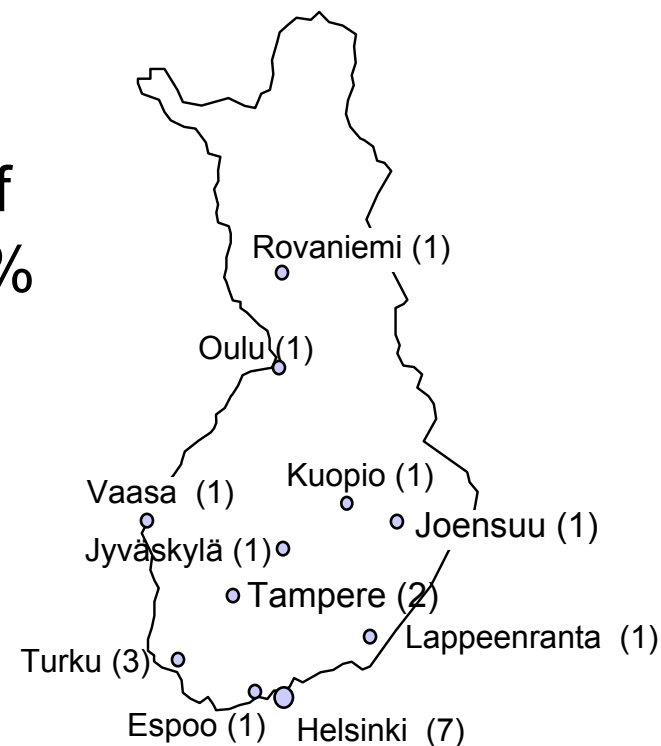 f
%
Rovaniemi (1)
Oulu (1)
Kuopio (1)
Vaasa (1)
Joensuu (1)
Jyväskylä (1)
Tampere (2)
Lappeenranta (1)
Turku (3)
Espoo (1)
Helsinki (7)